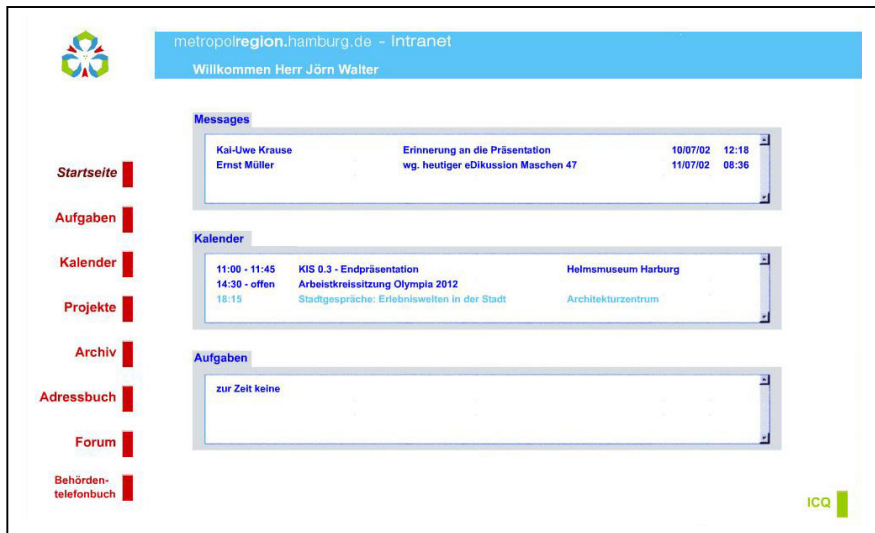 metropolregion.hamburg.de - intranet
Willkommen Herr Jörn Walter
Messages
Kai-Uwe Krause Erinnerung an die Präsentation 10/07/02 12:18
Ernst Müller wg. heutiger eDikussion Maschen 47 11/07/02 08:36
Startseite
Aufgaben
Kalender
Projekte
Archiv
Adressbuch
Forum
Behörden-
telefonbuch
Kalender
11:00 - 11:45 KIS 0.3 - Endpräsentation Helmsmuseum Harburg
14:30 - offen Arbeistkreissitzung Olympia 2012
18:15 Stadtgespräche: Erlebniswelten in der Stadt Architekturzentrum
Aufgaben
zur Zeit keine
ICQ